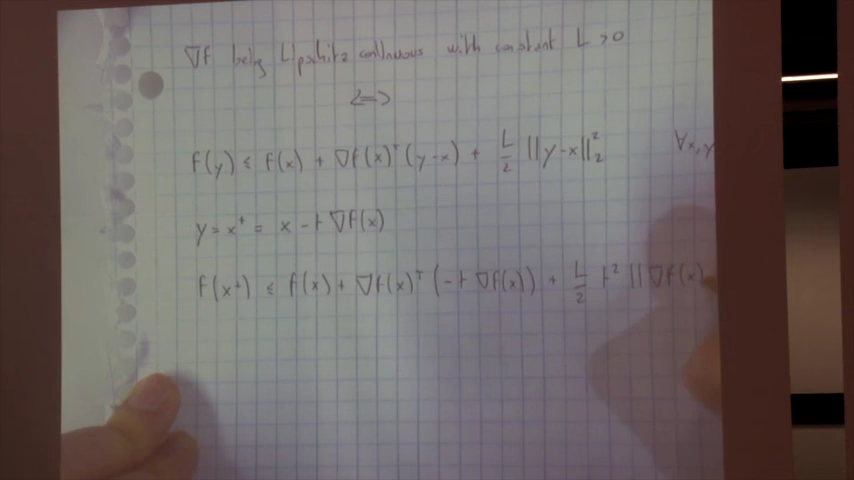 ∇f being Lipschitz continuous with constant L > 0
<=>
f(y) ≤ f(x) + ∇f(x)ᵀ(y-x) + L/2 ||y-x||₂² ∀x,y
y = x⁺ = x - t ∇f(x)
f(x⁺) ≤ f(x) + ∇f(x)ᵀ (-t ∇f(x)) + L/2 t² ||∇f(x)